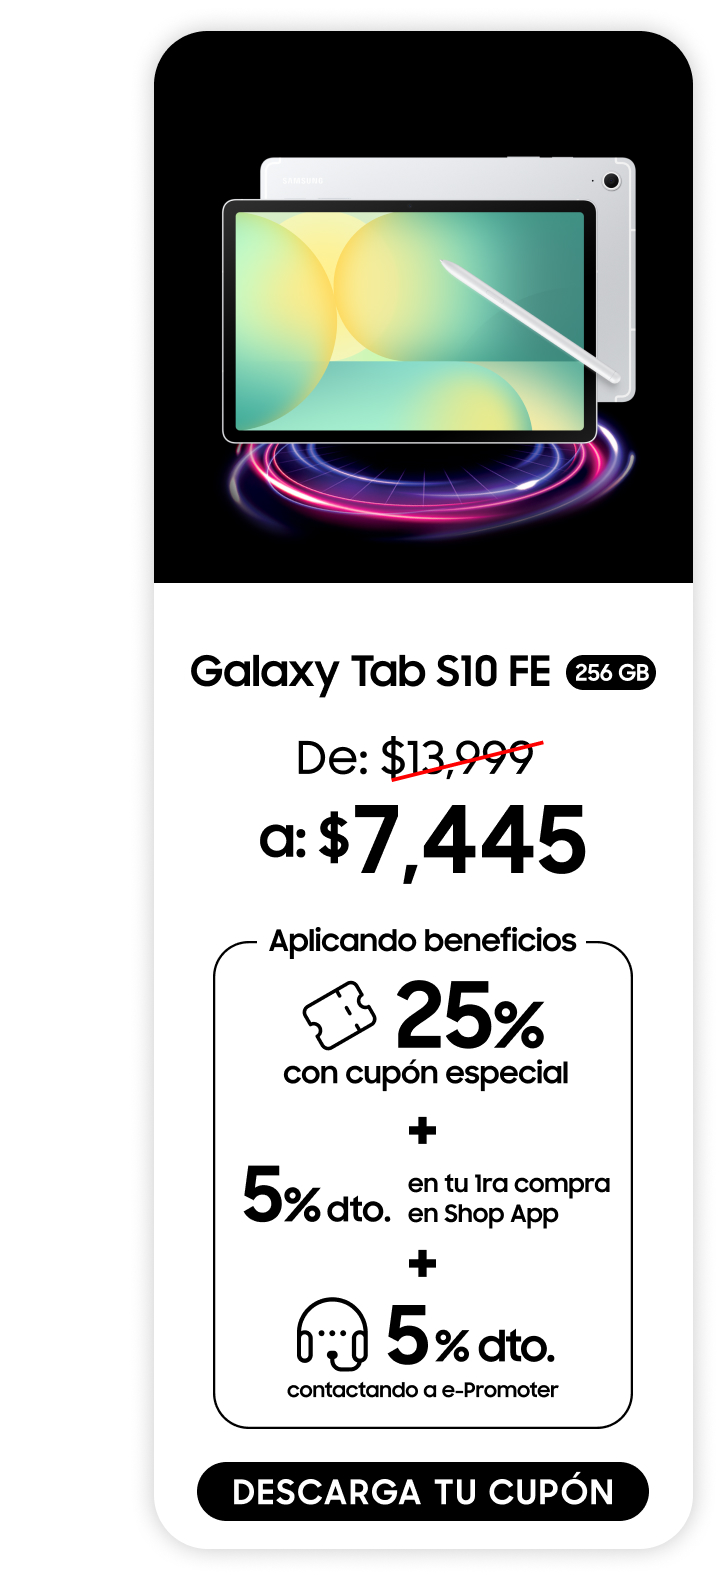 SAMSUNG
Galaxy Tab S10 FE 256 GB
De: $13,999
a: $7,445
Aplicando beneficios
25%
con cupón especial
+
5% dto. en tu 1ra compra
en Shop App
+
5% dto.
contactando a e-Promoter
DESCARGA TU CUPÓN